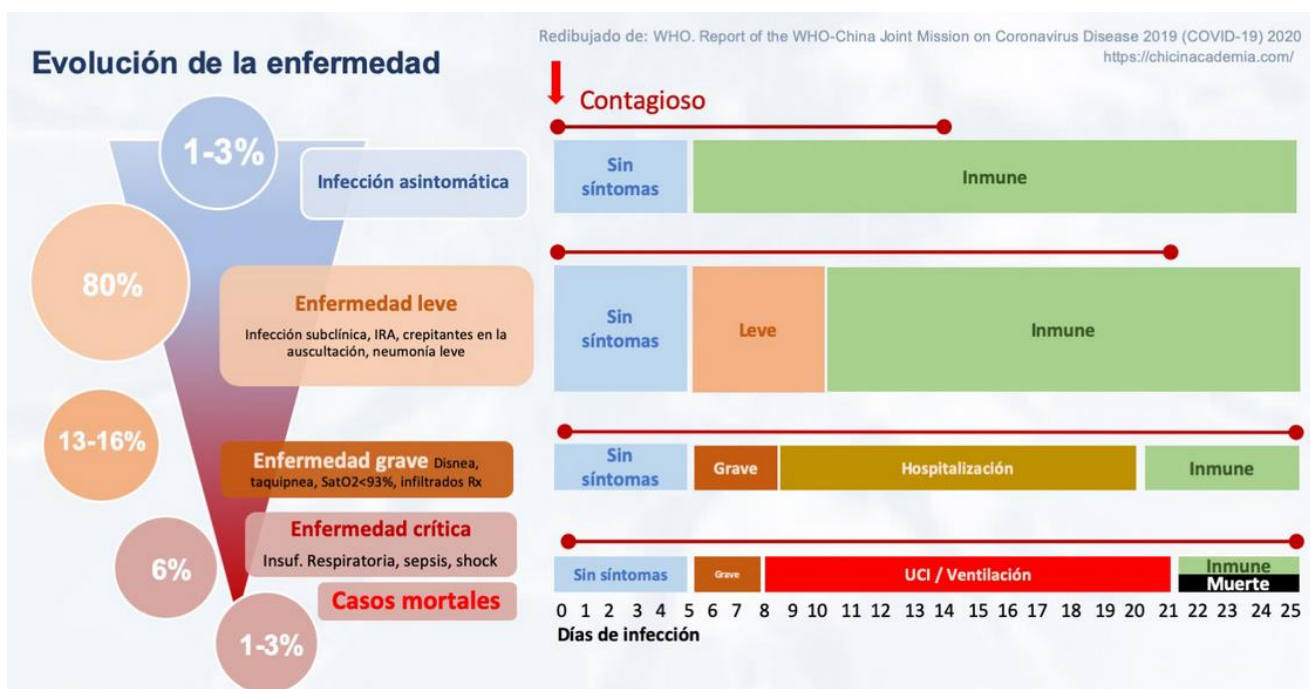 Redibujado de: WHO. Report of the WHO-China Joint Mission on Coronavirus Disease 2019 (COVID-19) 2020
https://chicinacademia.com/
Evolución de la enfermedad
1-3%
Infección asintomática
80%
Enfermedad leve
Infección subclínica, IRA, crepitantes en la
auscultación, neumonía leve
13-16%
Enfermedad grave Disnea,
taquipnea, SatO2<93%, infiltrados Rx
Enfermedad crítica
Insuf. Respiratoria, sepsis, shock
6%
Casos mortales
1-3%
Contagioso
Sin
síntomas
Inmune
Sin
síntomas
Leve
Inmune
Sin
síntomas
Grave
Hospitalización
Inmune
Sin síntomas
Grave
UCI / Ventilación
Inmune
Muerte
0 1 2 3 4 5 6 7 8 9 10 11 12 13 14 15 16 17 18 19 20 21 22 23 24 25
Días de infección